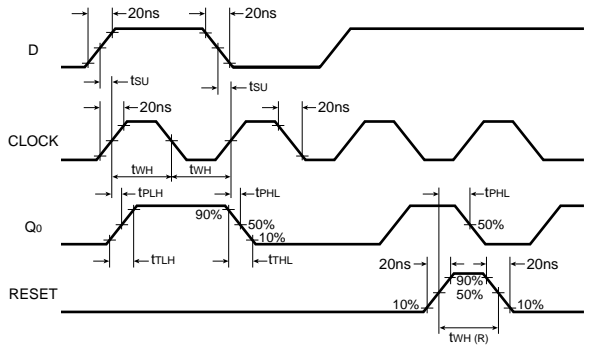 20ns 20ns
D
tSU tSU
20ns 20ns
CLOCK
tWH tWH
tPLH tPHL tPHL
90%
50% 50%
Q0
10%
tTLH tTHL
20ns 20ns
RESET
90%
10% 50% 10%
tWH (R)